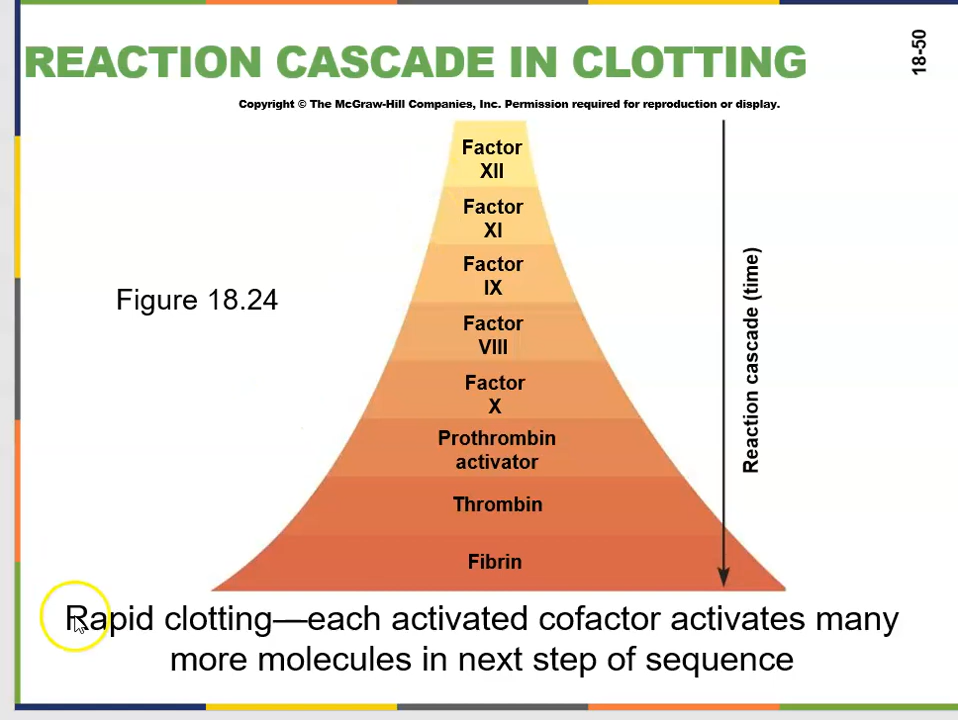 REACTION CASCADE IN CLOTTING
18-50
Copyright © The McGraw-Hill Companies, Inc. Permission required for reproduction or display.
Factor
XII
Factor
XI
Factor
IX
Figure 18.24
Factor
VIII
Factor
X
Prothrombin
activator
Thrombin
Fibrin
Reaction cascade (time)
Rapid clotting—each activated cofactor activates many
more molecules in next step of sequence